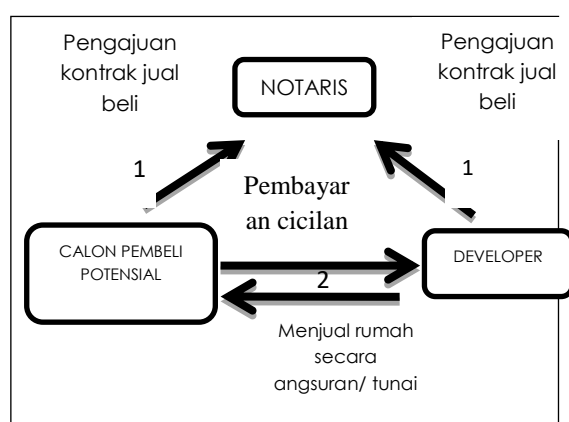 Pengajuan
kontrak jual
beli
NOTARIS
Pengajuan
kontrak jual
beli
1
1
Pembayar
an cicilan
CALON PEMBELI
POTENSIAL
DEVELOPER
2
Menjual rumah
secara
angsuran/ tunai